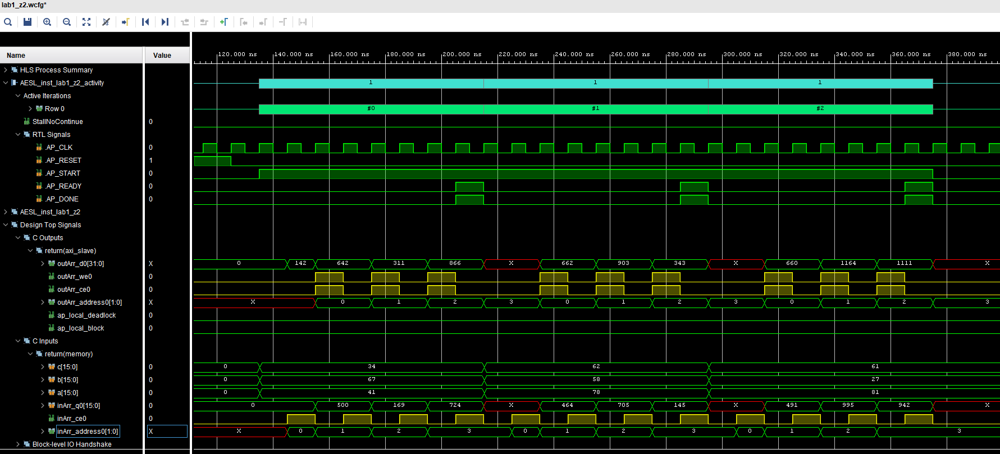 lab1_z2.wcfg*
Name Value
120.000 ns 140.000 ns 160.000 ns 180.000 ns 200.000 ns 220.000 ns 240.000 ns 260.000 ns 280.000 ns 300.000 ns 320.000 ns 340.000 ns 360.000 ns 380.000 ns
HLS Process Summary
AESL_inst_lab1_z2_activity 1 1 1
Active Iterations
Row 0 #0 #1 #2
StallNoContinue 0
RTL Signals
.AP_CLK 0
.AP_RESET 1
.AP_START 0
.AP_READY 0
.AP_DONE 0
AESL_inst_lab1_z2
Design Top Signals
C Outputs
return(axi_slave)
outArr_d0[31:0] X 0 142 642 311 866 X 662 903 343 X 660 1164 1111 X
outArr_we0 0
outArr_ce0 0
outArr_address0[1:0] X X 0 1 2 3 0 1 2 3 0 1 2 3
ap_local_deadlock 0
ap_local_block 0
C Inputs
return(memory)
c[15:0] 0 0 34 62 61
b[15:0] 0 0 67 58 27
a[15:0] 0 0 41 78 81
inArr_q0[15:0] 0 0 500 169 724 X 464 705 145 X 491 995 942 X
inArr_ce0 0
inArr_address0[1:0] X X 0 1 2 3 0 1 2 3 0 1 2 3
Block-level IO Handshake